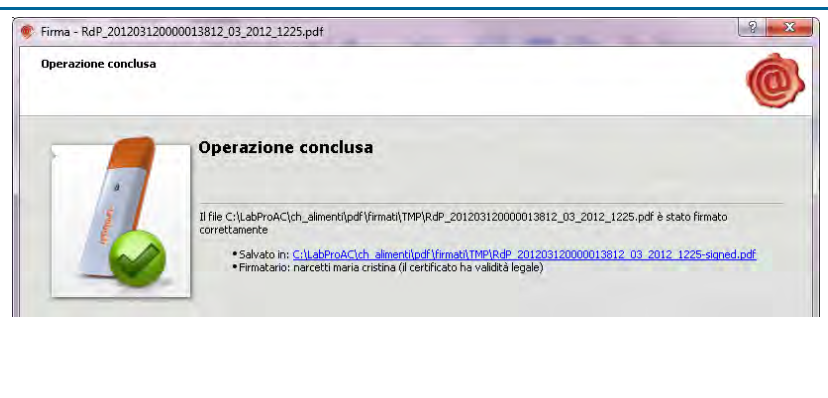 Firma - RdP_201203120000013812_03_2012_1225.pdf
Operazione conclusa
Operazione conclusa
Il file C:\LabProAC\ch_alimenti\pdf\firmati\TMP\RdP_201203120000013812_03_2012_1225.pdf è stato firmato
correttamente
• Salvato in: C:\LabProAC\ch_alimenti\pdf\firmati\TMP\RdP_201203120000013812_03_2012_1225-signed.pdf
• Firmatario: narcetti maria cristina (il certificato ha validità legale)